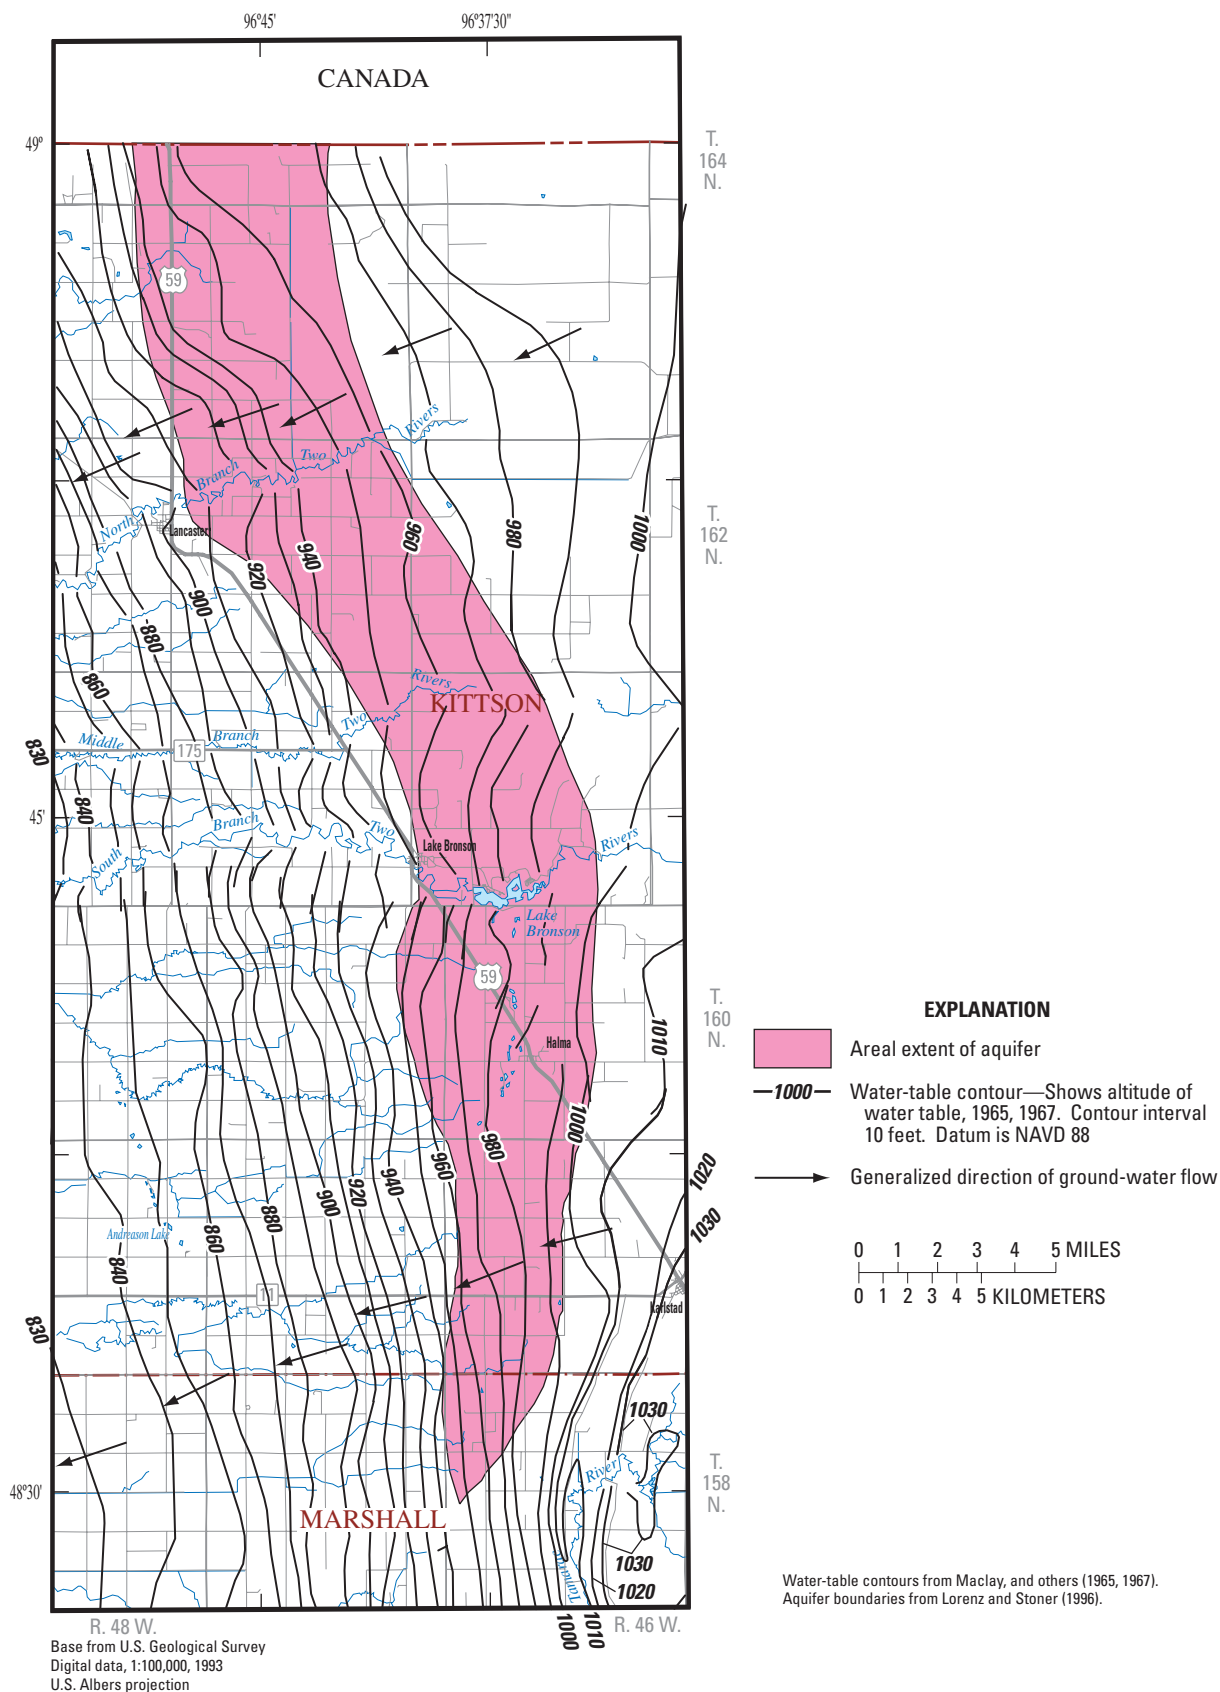 96°45'
96°37'30"
CANADA
49°
T.
164
N.
59
Rivers
Two
Branch
North
Lancaster
T.
162
N.
1000
980
960
940
920
900
880
860
Rivers
KITTSON
Two
Branch
Middle
175
830
840
45'
Branch
Two
South
Lake Bronson
Rivers
Lake
Bronson
59
Halma
1010
T.
160
N.
1000
980
960
940
920
900
880
860
840
1020
1030
Andreason Lake
11
Karlstad
830
1030
River
T.
158
N.
48°30'
MARSHALL
1030
1020
Tamarac
1000
1010
R. 48 W.
R. 46 W.
Base from U.S. Geological Survey
Digital data, 1:100,000, 1993
U.S. Albers projection
EXPLANATION
Areal extent of aquifer
1000
Water-table contour—Shows altitude of
water table, 1965, 1967. Contour interval
10 feet. Datum is NAVD 88
Generalized direction of ground-water flow
0 1 2 3 4 5 MILES
0 1 2 3 4 5 KILOMETERS
Water-table contours from Maclay, and others (1965, 1967).
Aquifer boundaries from Lorenz and Stoner (1996).